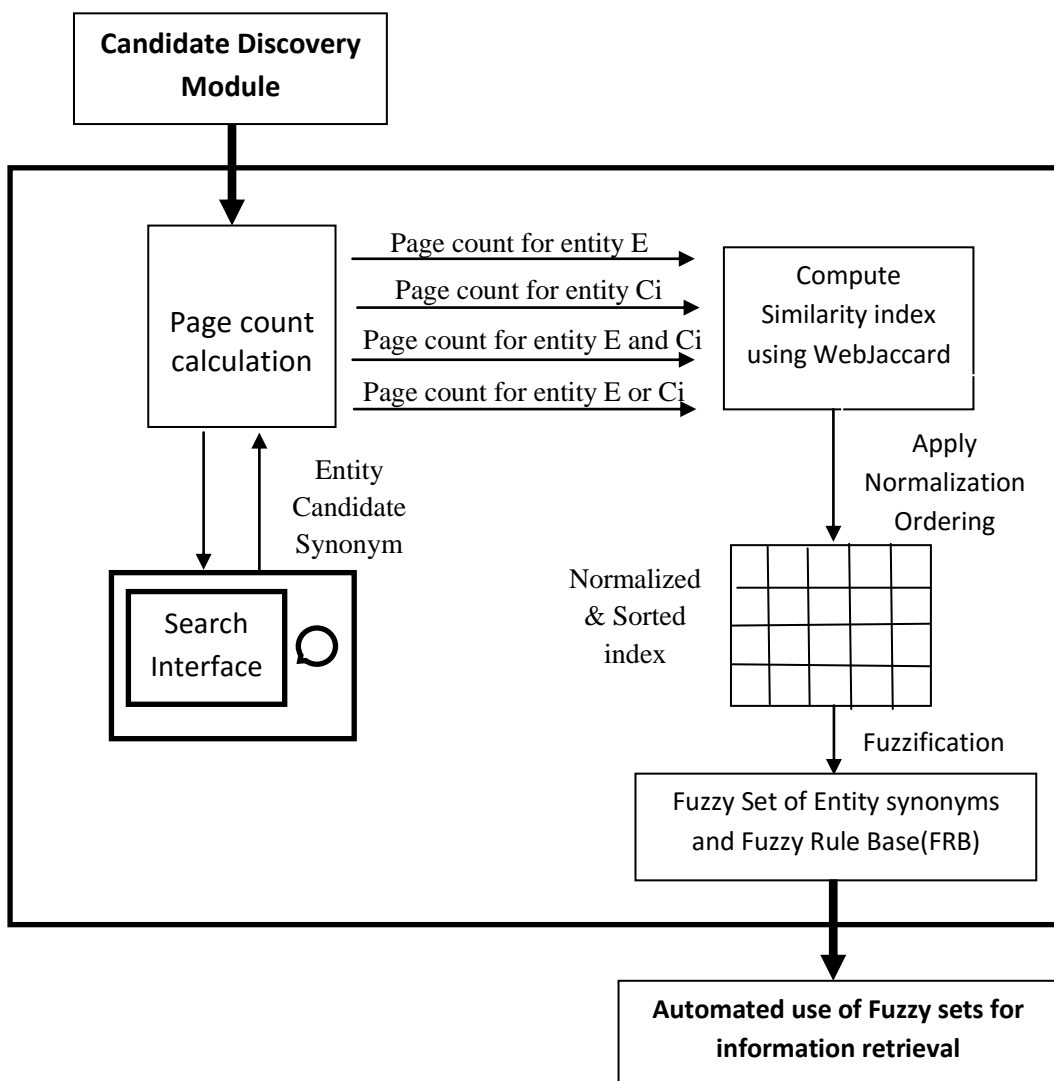 Candidate Discovery
Module
Page count
calculation
Page count for entity E
Page count for entity Ci
Page count for entity E and Ci
Page count for entity E or Ci
Compute
Similarity index
using WebJaccard
Entity
Candidate
Synonym
Search
Interface
Apply
Normalization
Ordering
Normalized
& Sorted
index
Fuzzification
Fuzzy Set of Entity synonyms
and Fuzzy Rule Base(FRB)
Automated use of Fuzzy sets for
information retrieval